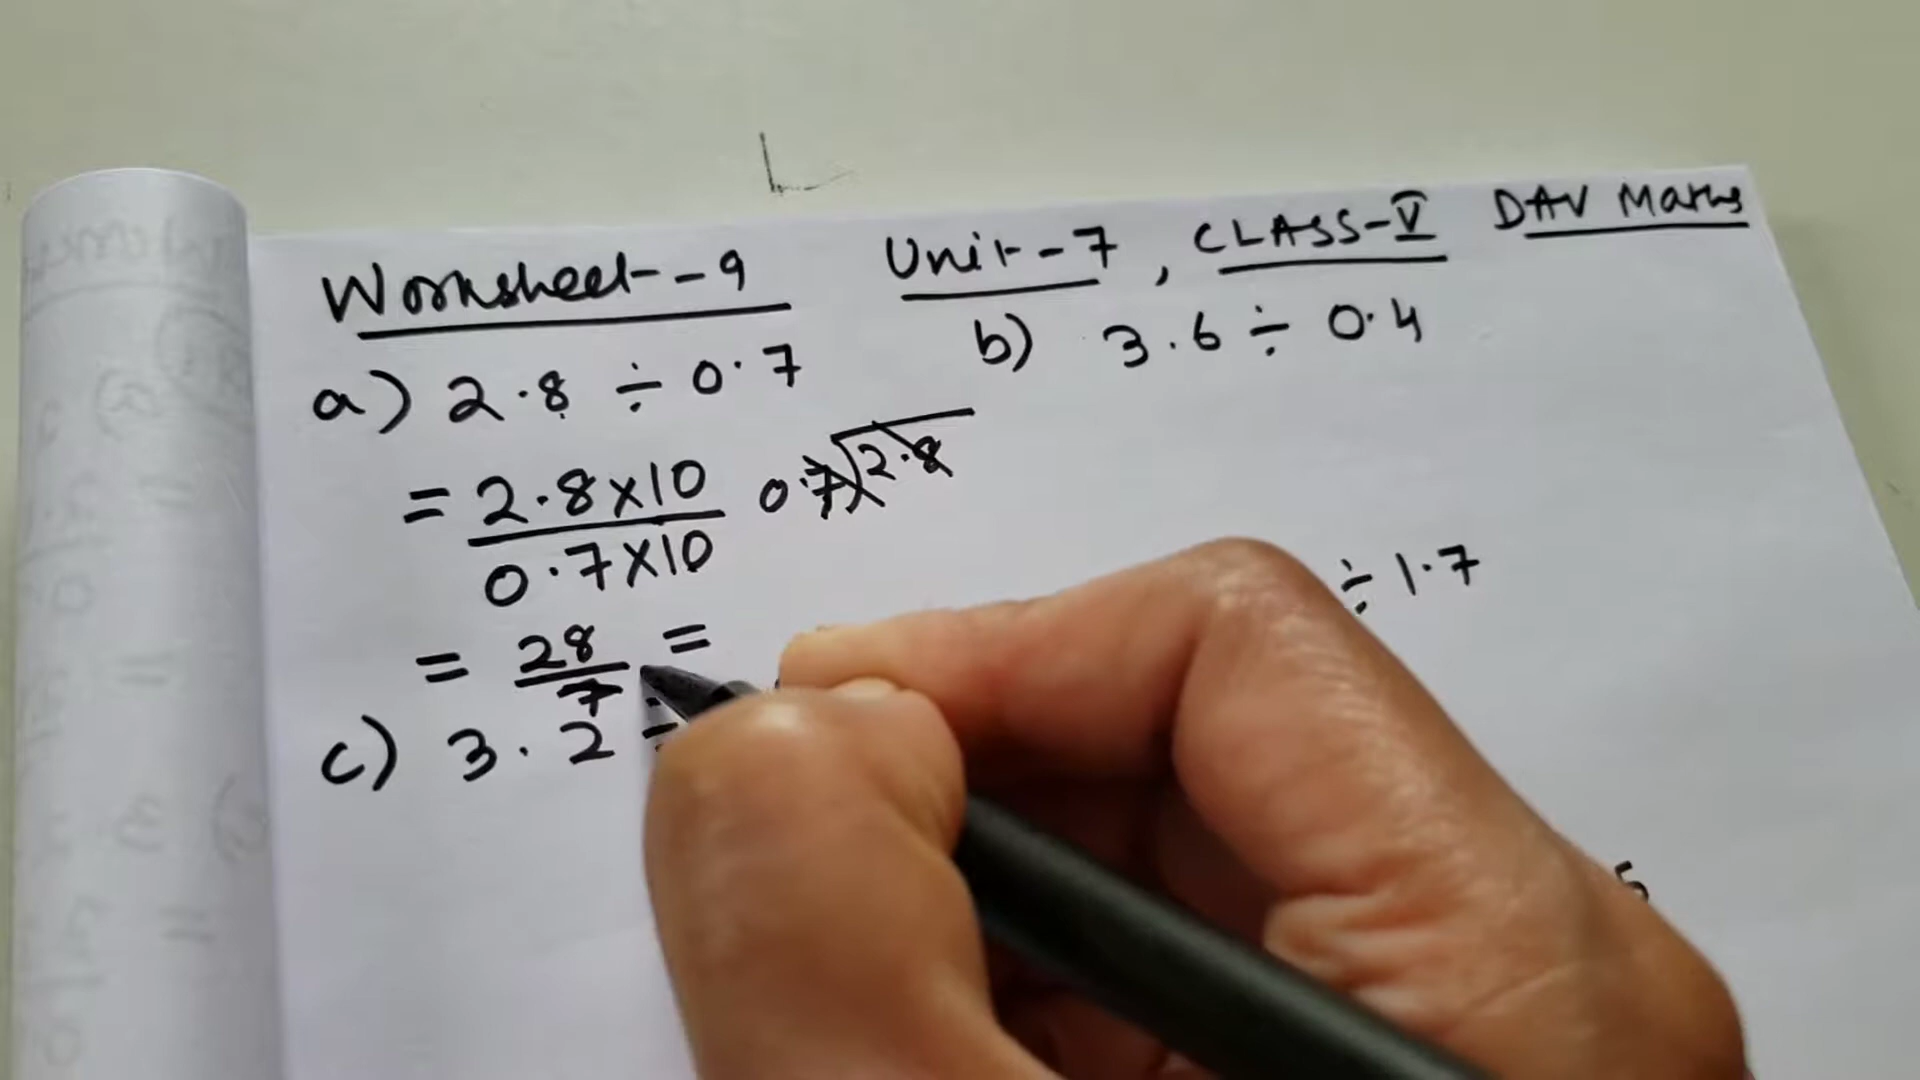 Worksheet-9 Unit-7, CLASS-V DAV Maths
a) 2.8 ÷ 0.7 b) 3.6 ÷ 0.4
= 2.8×10 / 0.7×10 0.7)2.8
÷ 1.7
= 28 / 7 =
c) 3.2 ÷
5